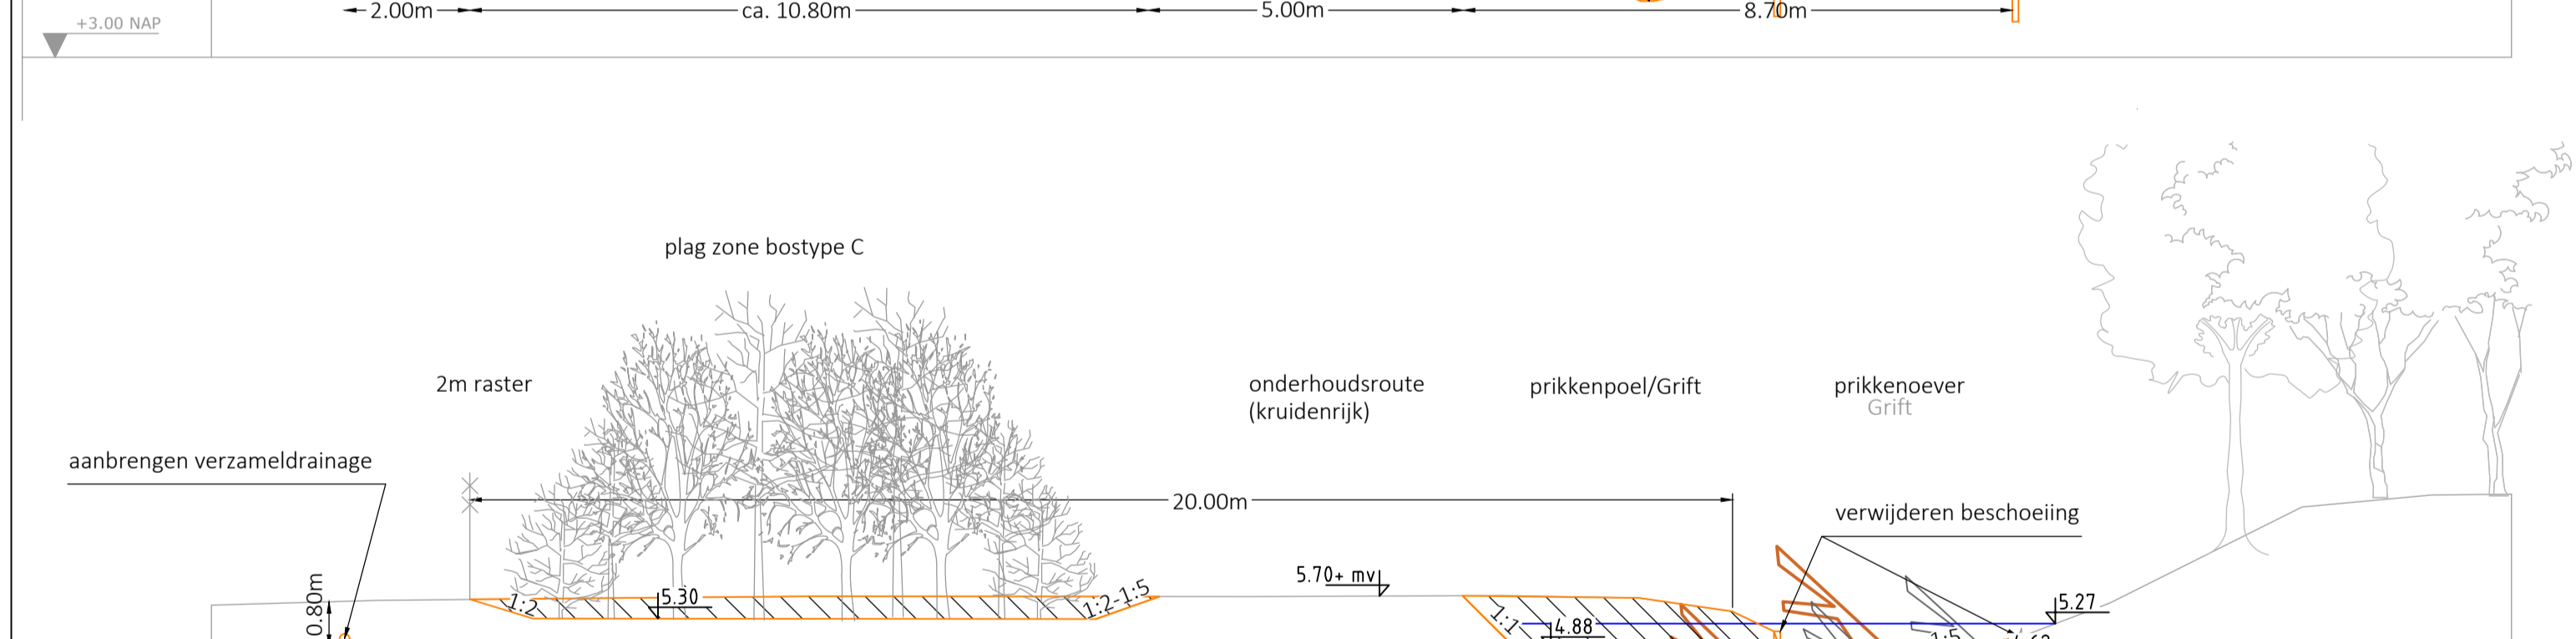 2.00m ca. 10.80m 5.00m 8.70m
+3.00 NAP
plag zone bostype C
2m raster
onderhoudsroute
(kruidenrijk)
prikkenpoel/Grift
prikkenoever
Grift
aanbrengen verzameldrainage
20.00m
verwijderen beschoeiing
0.80m
1:2
5.30
1:2-1:5
5.70+ mv
1:1
4.88
5.27
1:5